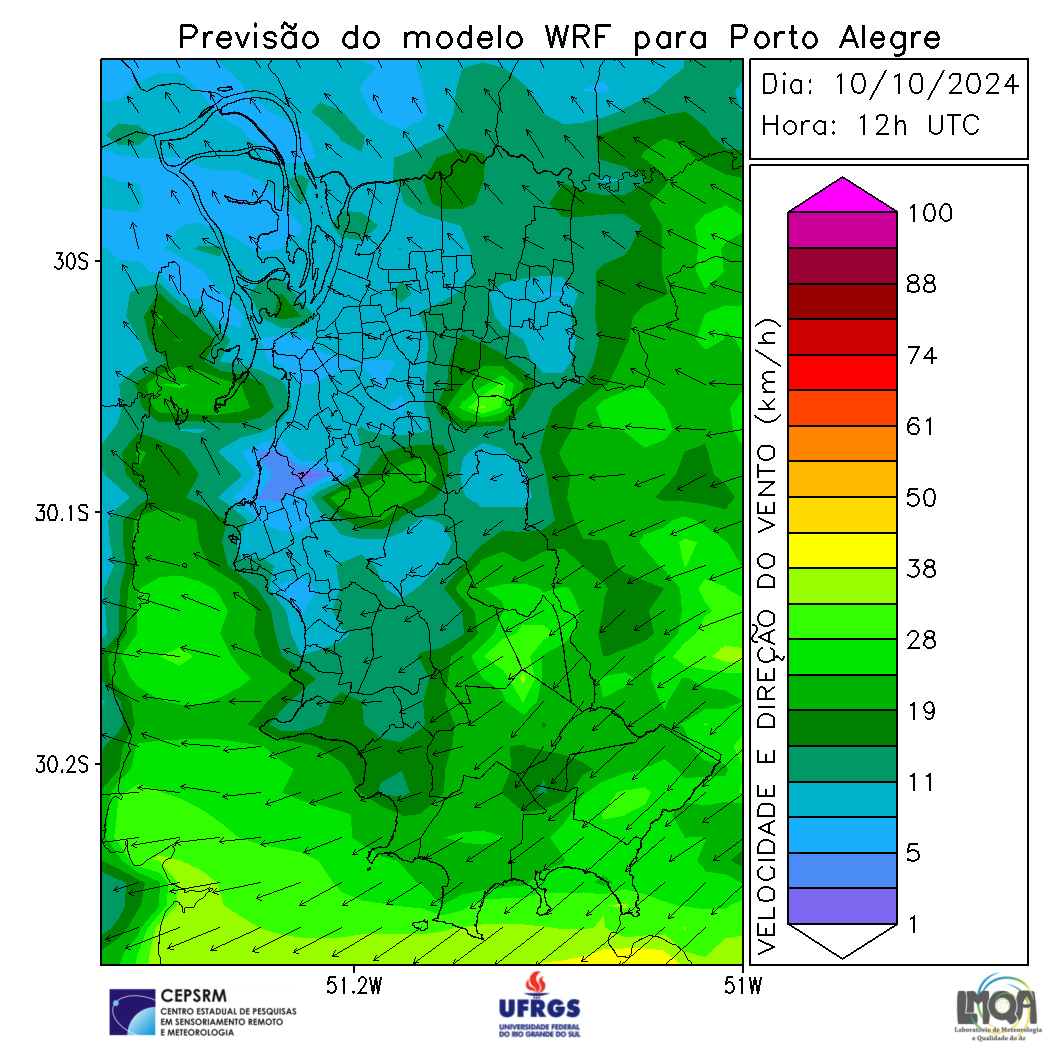 Previsão do modelo WRF para Porto Alegre
Dia: 10/10/2024
Hora: 12h UTC
30S
30.1S
30.2S
51.2W
51W
VELOCIDADE E DIREÇÃO DO VENTO (km/h)
100
88
74
61
50
38
28
19
11
5
1
CEPSRM
CENTRO ESTADUAL DE PESQUISAS
EM SENSORIAMENTO REMOTO
E METEOROLOGIA
UFRGS
UNIVERSIDADE FEDERAL
DO RIO GRANDE DO SUL
LMQA
Laboratório de Meteorologia
e Qualidade do Ar